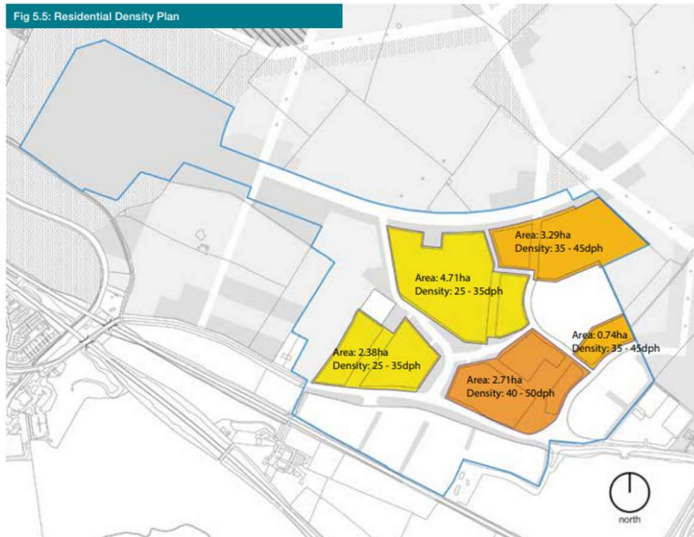 Fig 5.5: Residential Density Plan
Area: 3.29ha
Density: 35 - 45dph
Area: 4.71ha
Density: 25 - 35dph
Area: 0.74ha
Density: 35 - 45dph
Area: 2.38ha
Density: 25 - 35dph
Area: 2.71ha
Density: 40 - 50dph
north